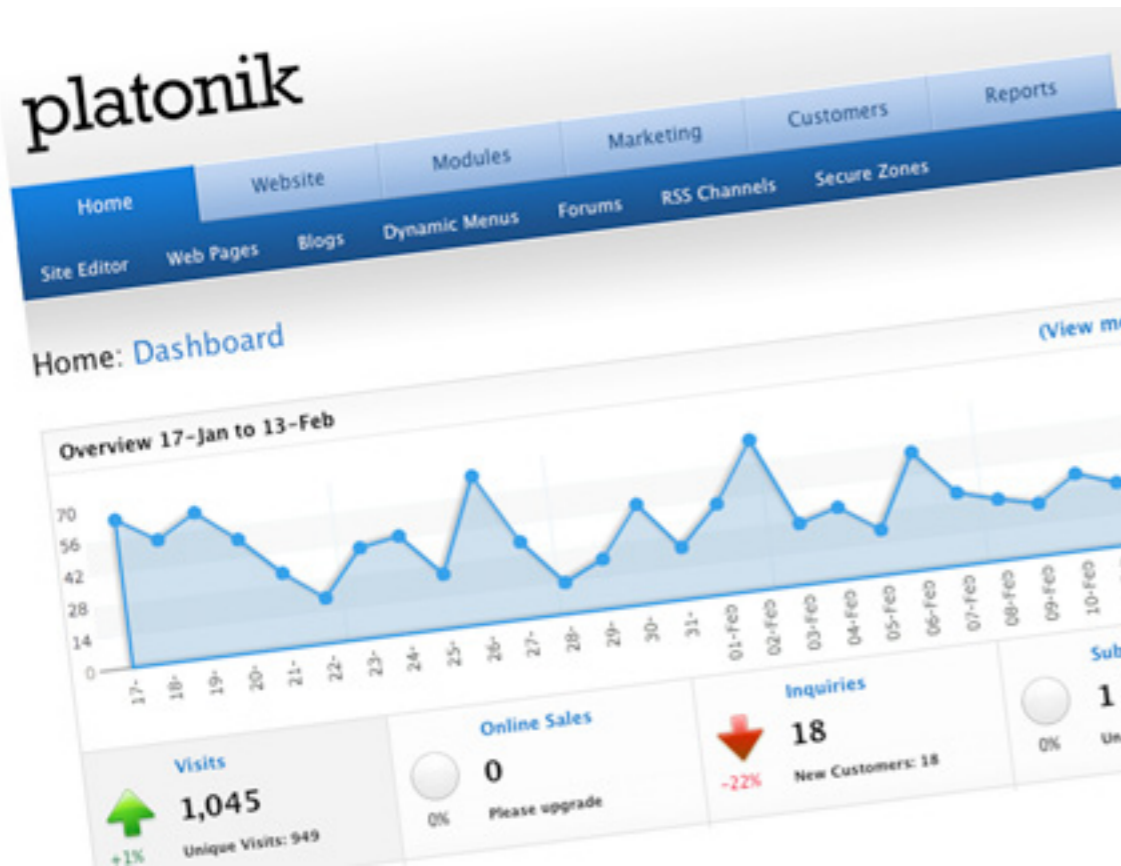 platonik
Home Website Modules Marketing Customers Reports
Site Editor Web Pages Blogs Dynamic Menus Forums RSS Channels Secure Zones
Home: Dashboard
(View
Overview 17-Jan to 13-Feb
70
56
42
28
14
0
17- 18- 19- 20- 21- 22- 23- 24- 25- 26- 27- 28- 29- 30- 31- 01-Feb 02-Feb 03-Feb 04-Feb 05-Feb 06-Feb 07-Feb 08-Feb 09-Feb 10-Feb
Visits
1,045
+1%
Unique Visits: 949
Online Sales
0
0%
Please upgrade
Inquiries
18
-22%
New Customers: 18
Sub
1
0%
Un